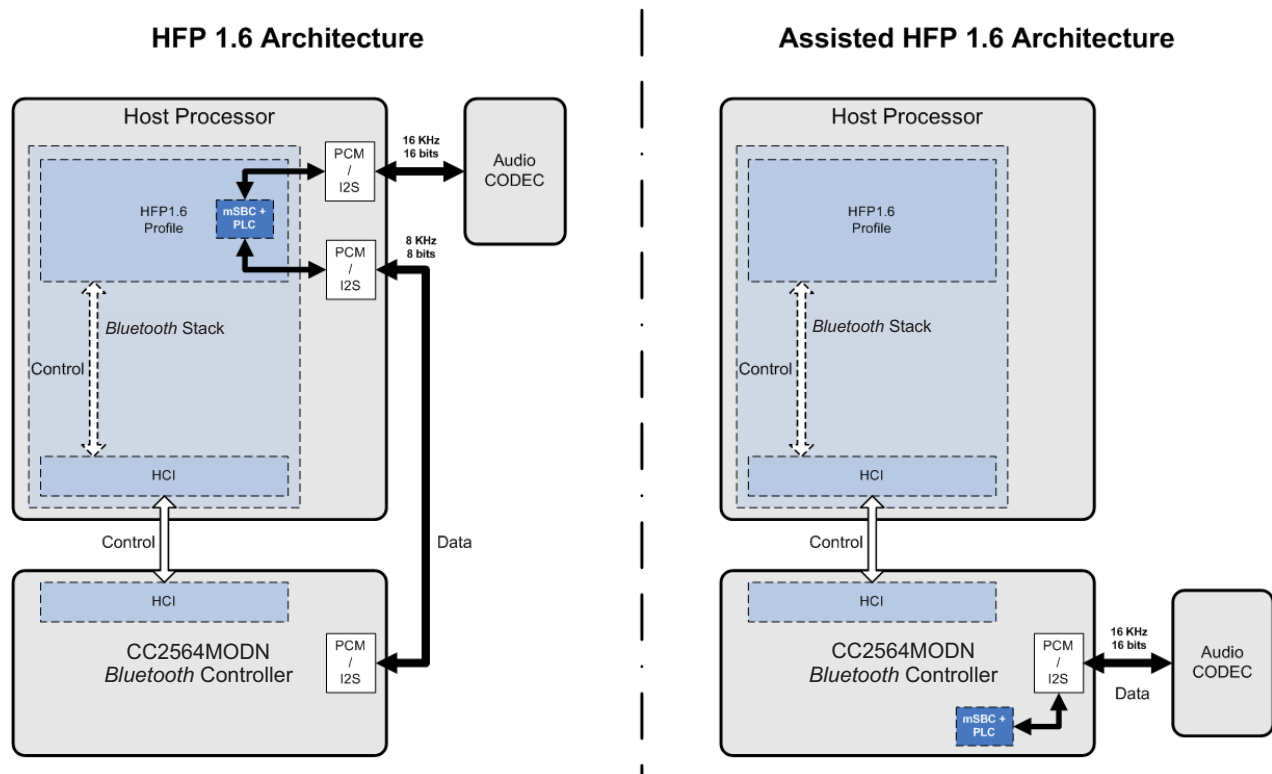 HFP 1.6 Architecture
Host Processor
HFP1.6
Profile
mSBC +
PLC
PCM
/
I2S
16 KHz
16 bits
Audio
CODEC
PCM
/
I2S
8 KHz
8 bits
Bluetooth Stack
Control
HCI
Control
Data
HCI
CC2564MODN
Bluetooth Controller
PCM
/
I2S
Assisted HFP 1.6 Architecture
Host Processor
HFP1.6
Profile
Bluetooth Stack
Control
HCI
Control
HCI
CC2564MODN
Bluetooth Controller
PCM
/
I2S
mSBC +
PLC
16 KHz
16 bits
Data
Audio
CODEC